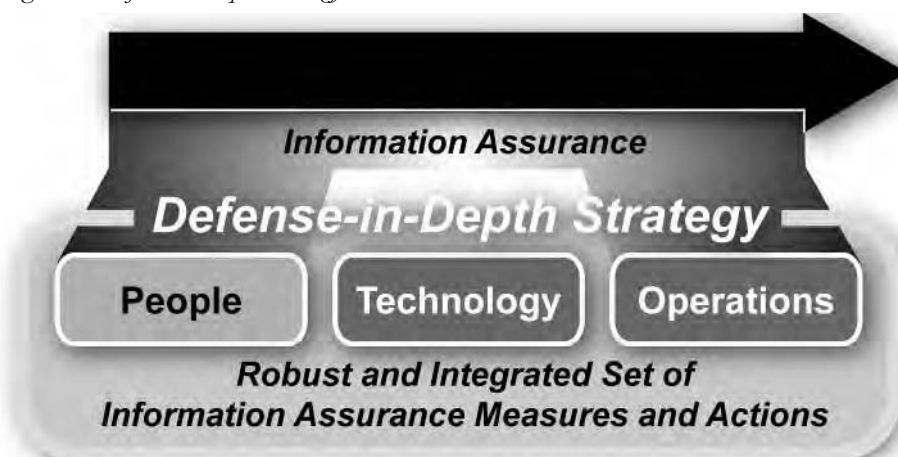 Information Assurance
Defense-in-Depth Strategy
People
Technology
Operations
Robust and Integrated Set of
Information Assurance Measures and Actions